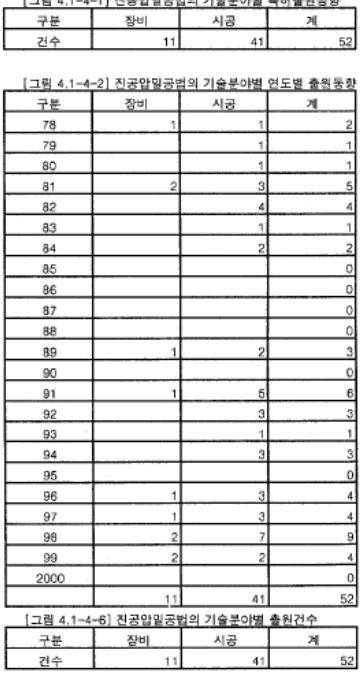 [그림 4.1-4-1] 진공압밀공법의 기술분야별 특허출원동향
구분 장비 시공 계
건수 11 41 52
[그림 4.1-4-2] 진공압밀공법의 기술분야별 연도별 출원동향
구분 장비 시공 계
78 1 1 2
79 1 1
80 1 1
81 2 3 5
82 4 4
83 1 1
84 2 2
85 0
86 0
87 0
88 0
89 1 2 3
90 0
91 1 5 6
92 3 3
93 1 1
94 3 3
95 0
96 1 3 4
97 1 3 4
98 2 7 9
99 2 2 4
2000 0
11 41 52
[그림 4.1-4-6] 진공압밀공법의 기술분야별 출원건수
구분 장비 시공 계
건수 11 41 52